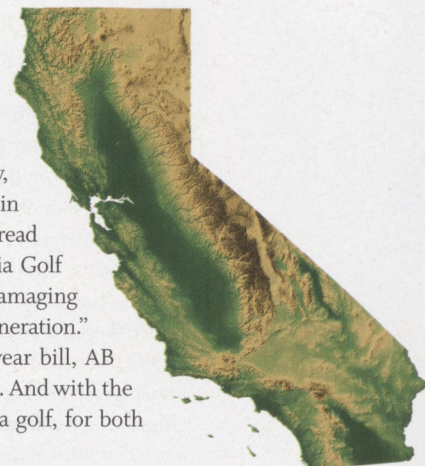 in
read
ia Golf
amaging
neration.”
year bill, AB
. And with the
a golf, for both